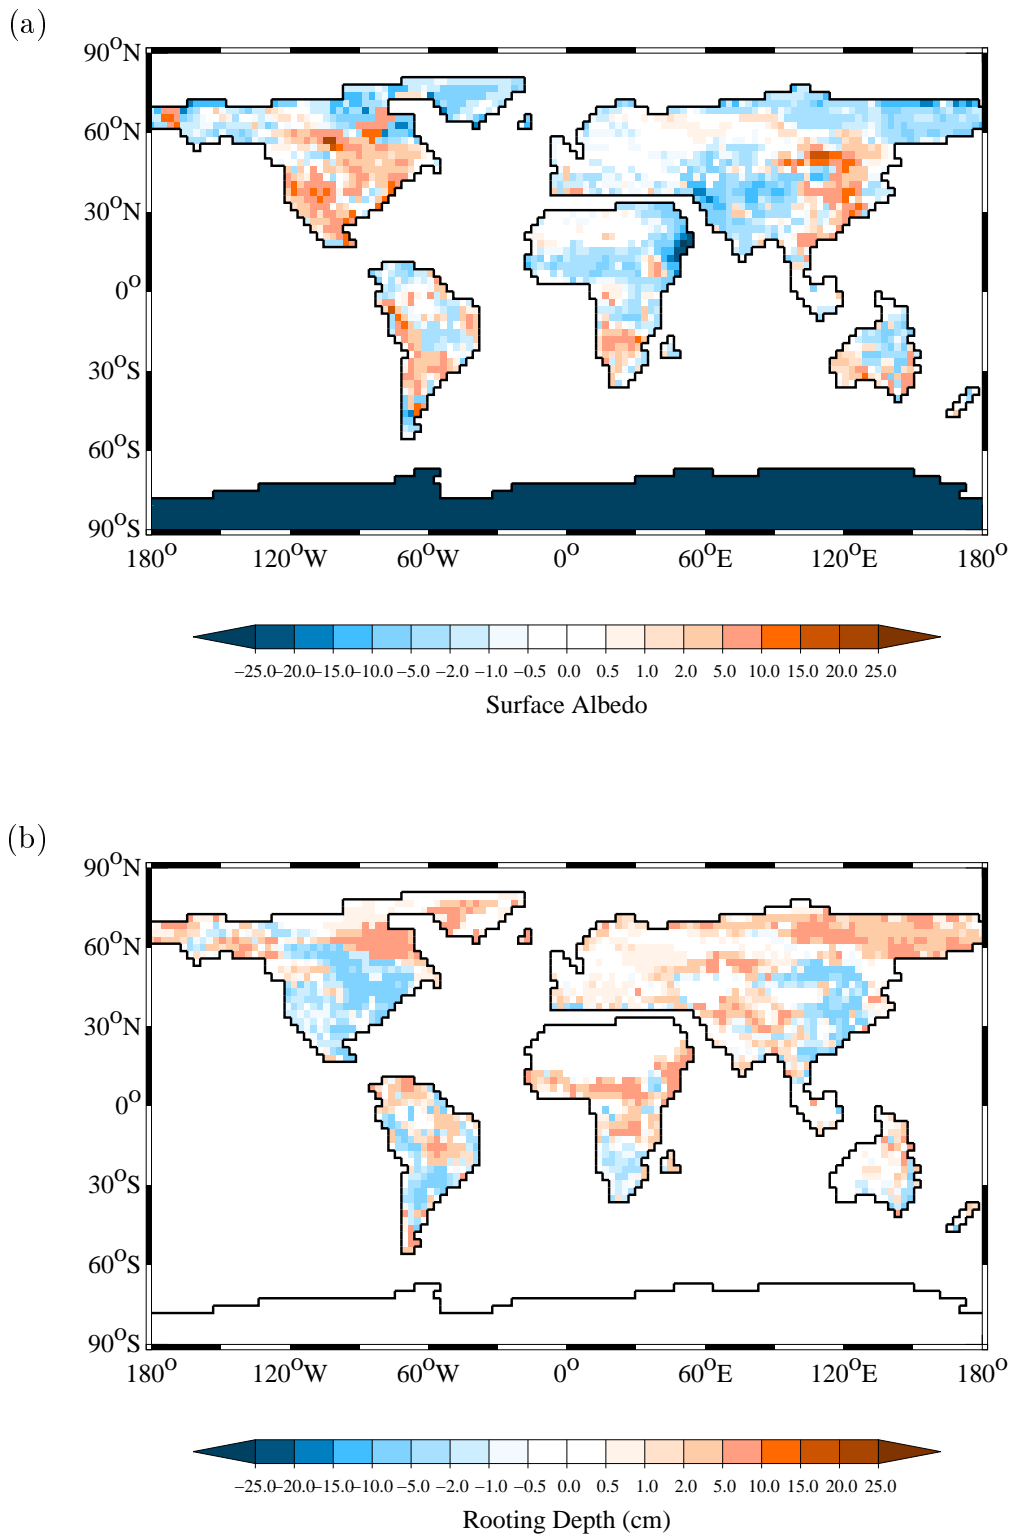 (a)
90°N
60°N
30°N
0°
30°S
60°S
90°S
180° 120°W 60°W 0° 60°E 120°E 180°
−25.0 −20.0 −15.0 −10.0 −5.0 −2.0 −1.0 −0.5 0.0 0.5 1.0 2.0 5.0 10.0 15.0 20.0 25.0
Surface Albedo
(b)
90°N
60°N
30°N
0°
30°S
60°S
90°S
180° 120°W 60°W 0° 60°E 120°E 180°
−25.0 −20.0 −15.0 −10.0 −5.0 −2.0 −1.0 −0.5 0.0 0.5 1.0 2.0 5.0 10.0 15.0 20.0 25.0
Rooting Depth (cm)